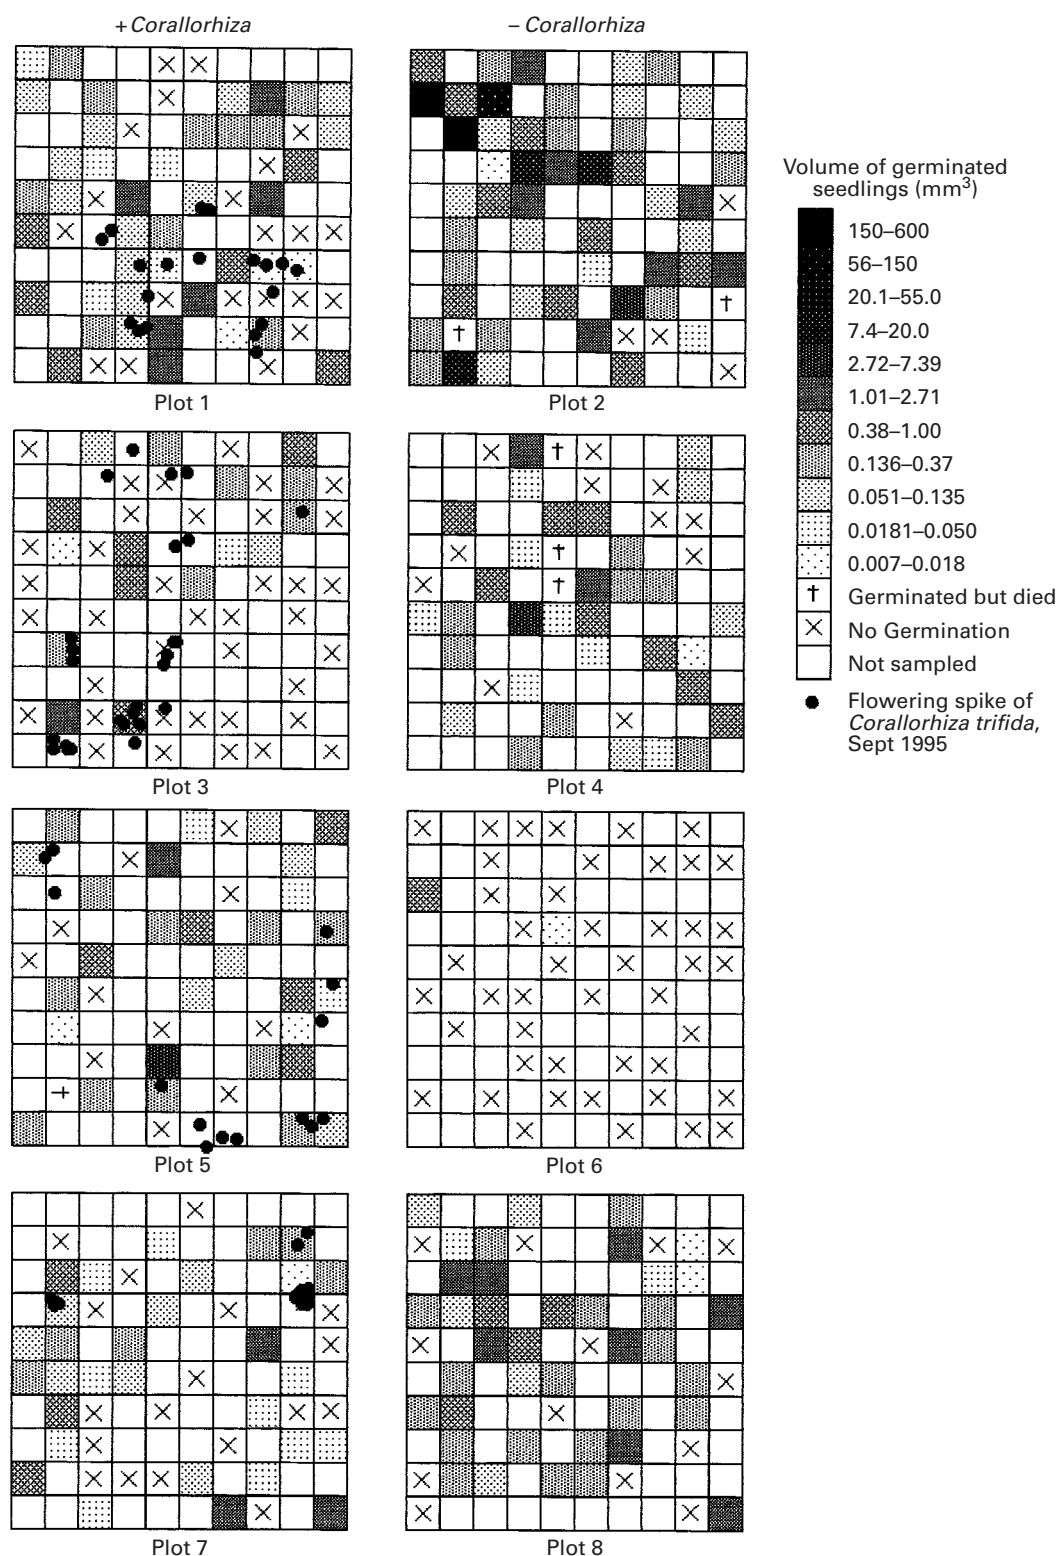 + Corallorhiza
– Corallorhiza
Plot 1
Plot 2
Plot 3
Plot 4
Plot 5
Plot 6
Plot 7
Plot 8
Volume of germinated
seedlings (mm³)
150–600
56–150
20.1–55.0
7.4–20.0
2.72–7.39
1.01–2.71
0.38–1.00
0.136–0.37
0.051–0.135
0.0181–0.050
0.007–0.018
† Germinated but died
No Germination
Not sampled
Flowering spike of
Corallorhiza trifida,
Sept 1995